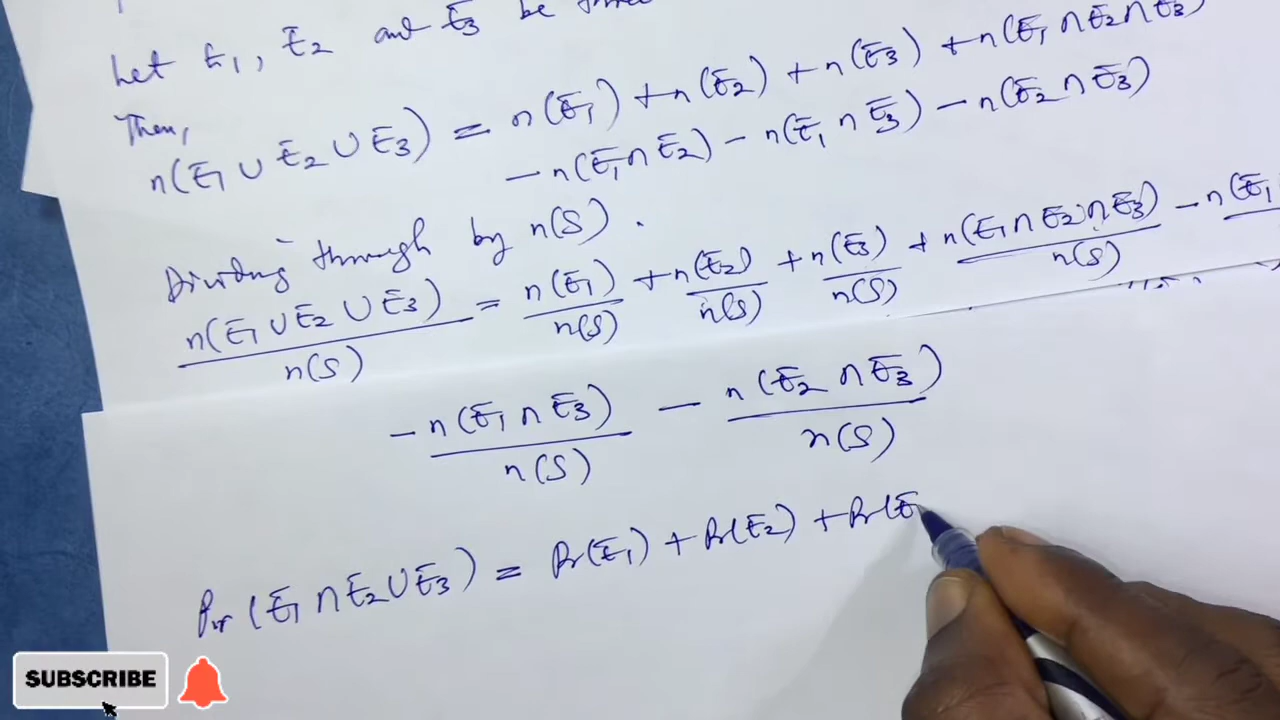 Let E₁, E₂ and E₃ be three
Then,
n(E₁ ∪ E₂ ∪ E₃) = n(E₁) + n(E₂) + n(E₃) + n(E₁ ∩ E₂ ∩ E₃)
- n(E₁ ∩ E₂) - n(E₁ ∩ E₃) - n(E₂ ∩ E₃)
Dividing through by n(S).
n(E₁ ∪ E₂ ∪ E₃)/n(S) = n(E₁)/n(S) + n(E₂)/n(S) + n(E₃)/n(S) + n(E₁ ∩ E₂ ∩ E₃)/n(S) - n(E₁
- n(E₁ ∩ E₃)/n(S) - n(E₂ ∩ E₃)/n(S)
Pr(E₁ ∩ E₂ ∪ E₃) = Pr(E₁) + Pr(E₂) + Pr(E
SUBSCRIBE